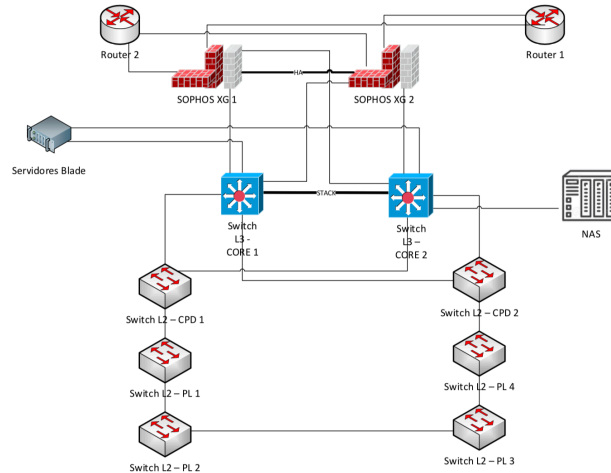 Router 2
Router 1
HA
SOPHOS XG 1
SOPHOS XG 2
Servidores Blade
STACK
Switch
L3 -
CORE 1
Switch
L3 –
CORE 2
NAS
Switch L2 – CPD 1
Switch L2 – CPD 2
Switch L2 – PL 1
Switch L2 – PL 4
Switch L2 – PL 2
Switch L2 – PL 3